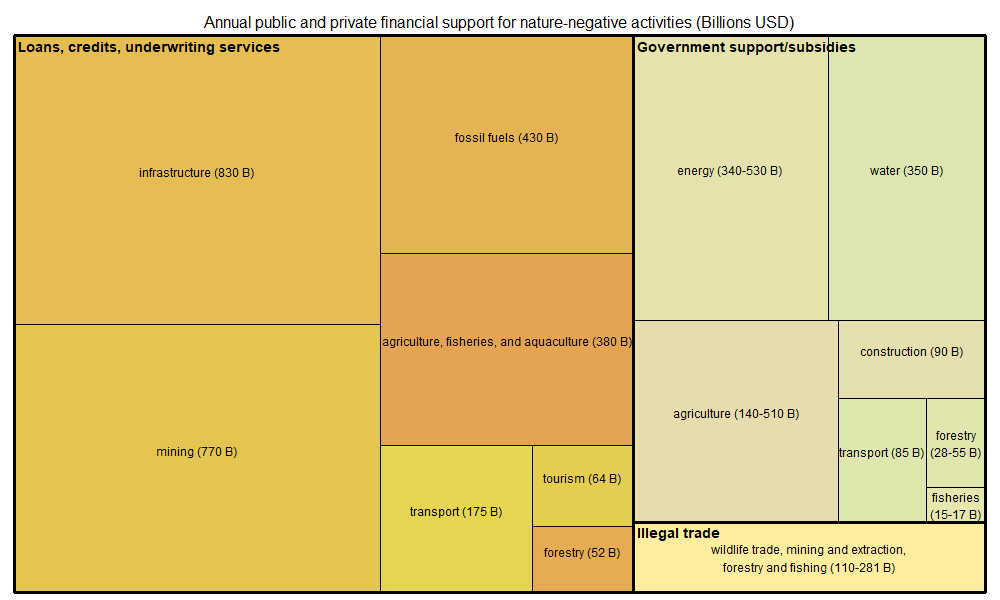 Annual public and private financial support for nature-negative activities (Billions USD)
Loans, credits, underwriting services
infrastructure (830 B)
mining (770 B)
fossil fuels (430 B)
agriculture, fisheries, and aquaculture (380 B)
transport (175 B)
tourism (64 B)
forestry (52 B)
Government support/subsidies
energy (340-530 B)
water (350 B)
agriculture (140-510 B)
construction (90 B)
transport (85 B)
forestry
(28-55 B)
fisheries
(15-17 B)
Illegal trade
wildlife trade, mining and extraction,
forestry and fishing (110-281 B)